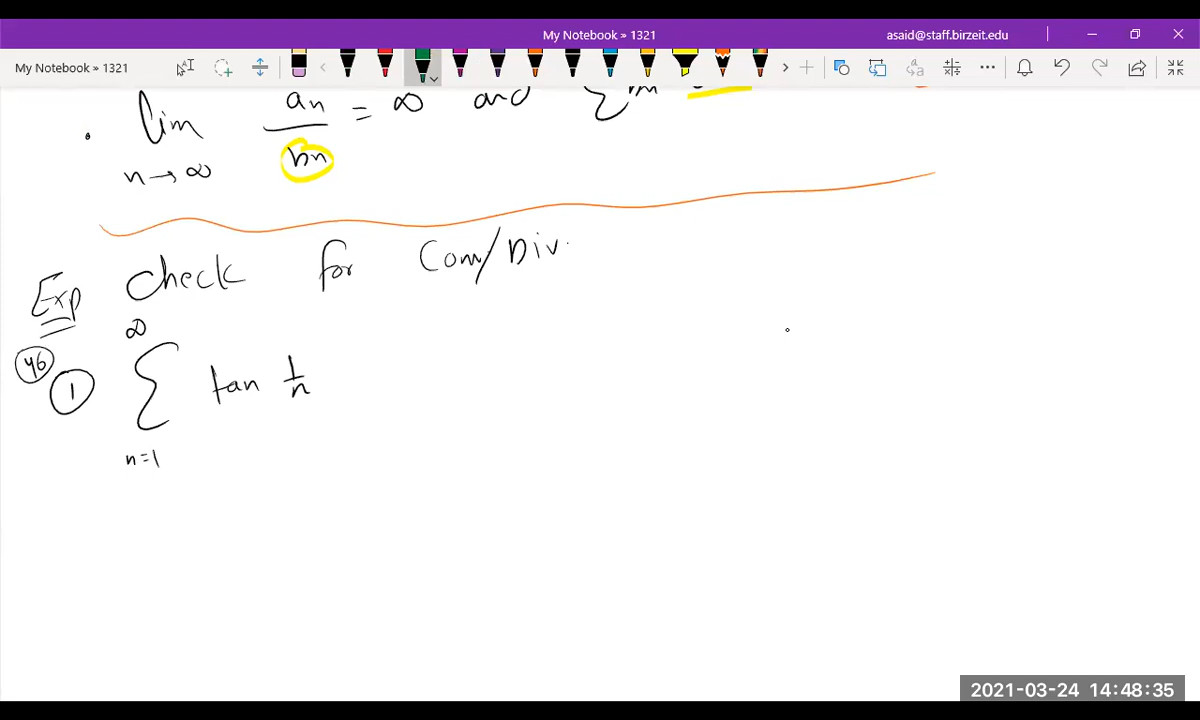 My Notebook » 1321
asaid@staff.birzeit.edu
My Notebook » 1321
lim n→∞ an/bn = ∞ and Σ bn
Exp check for Con/Div.
46
① ∞ Σ n=1 tan 1/n
2021-03-24 14:48:35